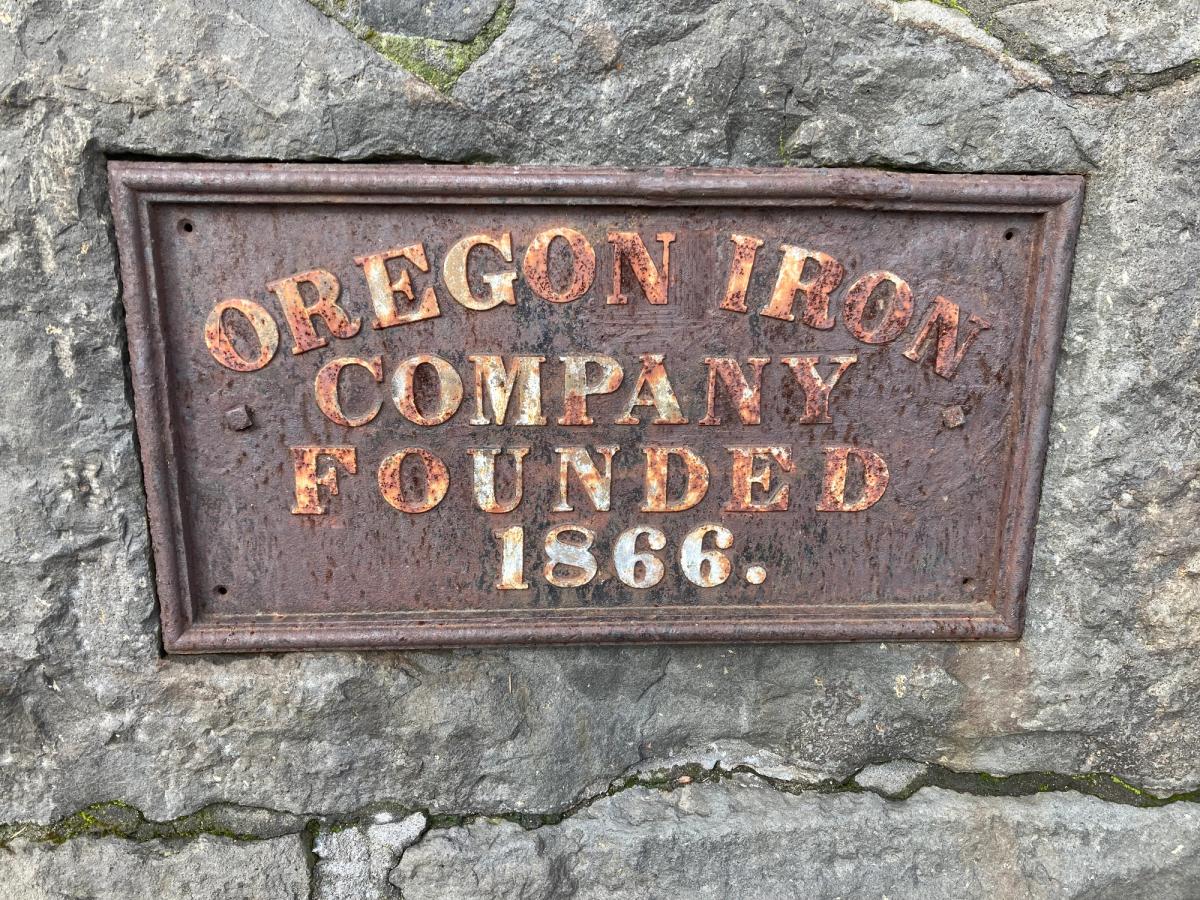 OREGON IRON
COMPANY
FOUNDED
1866.